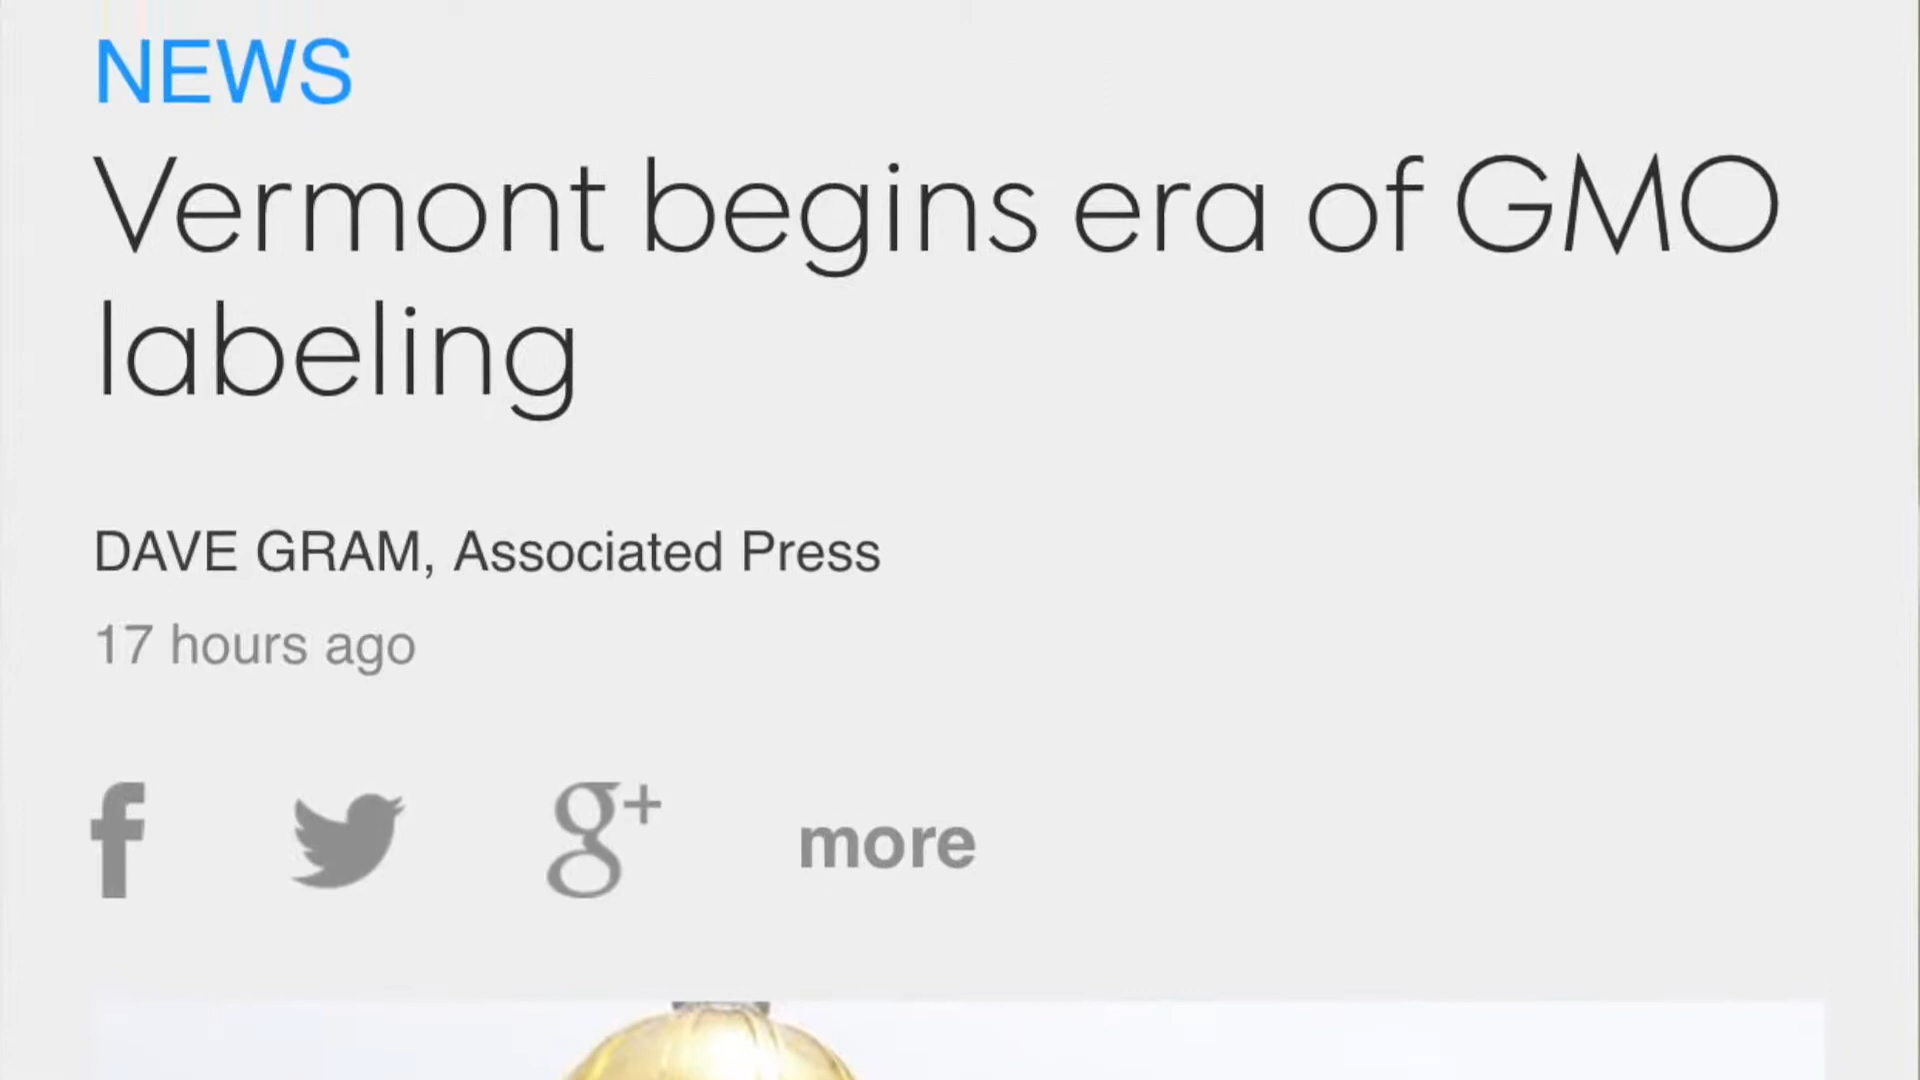 NEWS
Vermont begins era of GMO
labeling
DAVE GRAM, Associated Press
17 hours ago
f g+ more